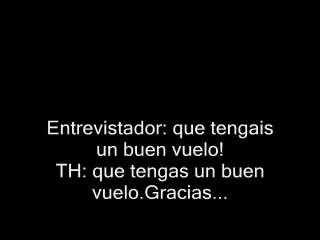 Entrevistador: que tengais
un buen vuelo!
TH: que tengas un buen
vuelo.Gracias...